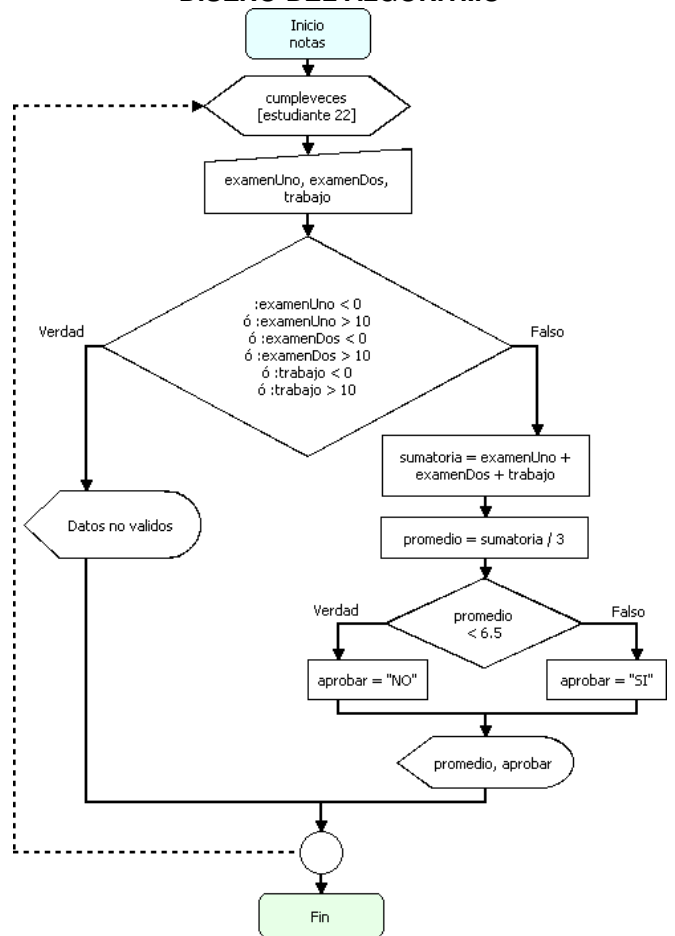 Inicio
notas
cumpleveces
[estudiante 22]
examenUno, examenDos,
trabajo
:examenUno < 0
ó :examenUno > 10
ó :examenDos < 0
ó :examenDos > 10
ó :trabajo < 0
ó :trabajo > 10
Verdad
Falso
Datos no validos
sumatoria = examenUno +
examenDos + trabajo
promedio = sumatoria / 3
promedio
< 6.5
Verdad
Falso
aprobar = "NO"
aprobar = "SI"
promedio, aprobar
Fin